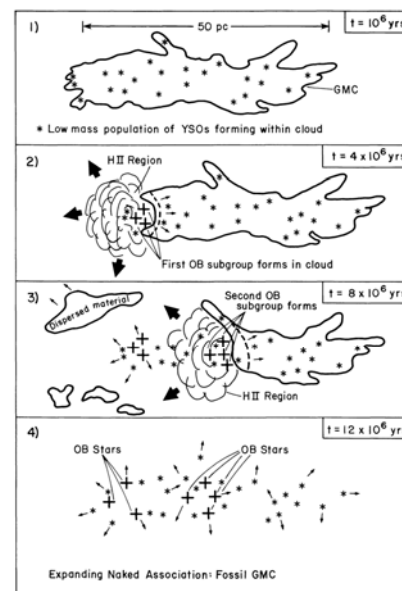 1)
50 pc
t = 10⁶ yrs
GMC
* Low mass population of YSOs forming within cloud
2)
HII Region
t = 4 x 10⁶ yrs
First OB subgroup forms in cloud
3)
Dispersed material
Second OB
subgroup forms
t = 8 x 10⁶ yrs
HII Region
4)
t = 12 x 10⁶ yrs
OB Stars
OB Stars
Expanding Naked Association: Fossil GMC